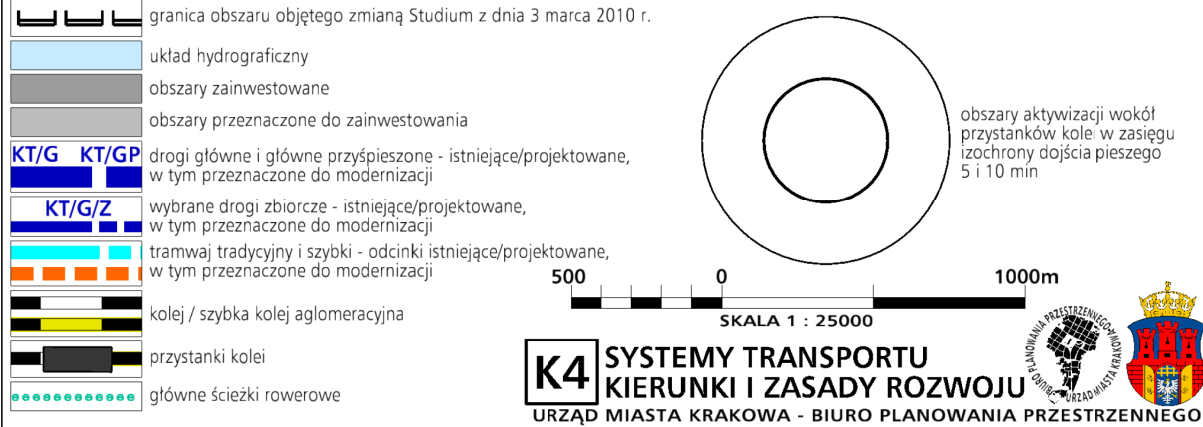 granica obszaru objętego zmianą Studium z dnia 3 marca 2010 r.
układ hydrograficzny
obszary zainwestowane
obszary przeznaczone do zainwestowania
KT/G KT/GP
drogi główne i główne przyśpieszone - istniejące/projektowane,
w tym przeznaczone do modernizacji
KT/G/Z
wybrane drogi zbiorcze - istniejące/projektowane,
w tym przeznaczone do modernizacji
tramwaj tradycyjny i szybki - odcinki istniejące/projektowane,
w tym przeznaczone do modernizacji
kolej / szybka kolej aglomeracyjna
przystanki kolei
główne ścieżki rowerowe
obszary aktywizacji wokół
przystanków kolei w zasięgu
izochrony dojścia pieszego
5 i 10 min
500 0 1000m
SKALA 1 : 25000
K4 SYSTEMY TRANSPORTU
KIERUNKI I ZASADY ROZWOJU
BIURO PLANOWANIA PRZESTRZENNEGO
URZĄD MIASTA KRAKOWA
URZĄD MIASTA KRAKOWA - BIURO PLANOWANIA PRZESTRZENNEGO